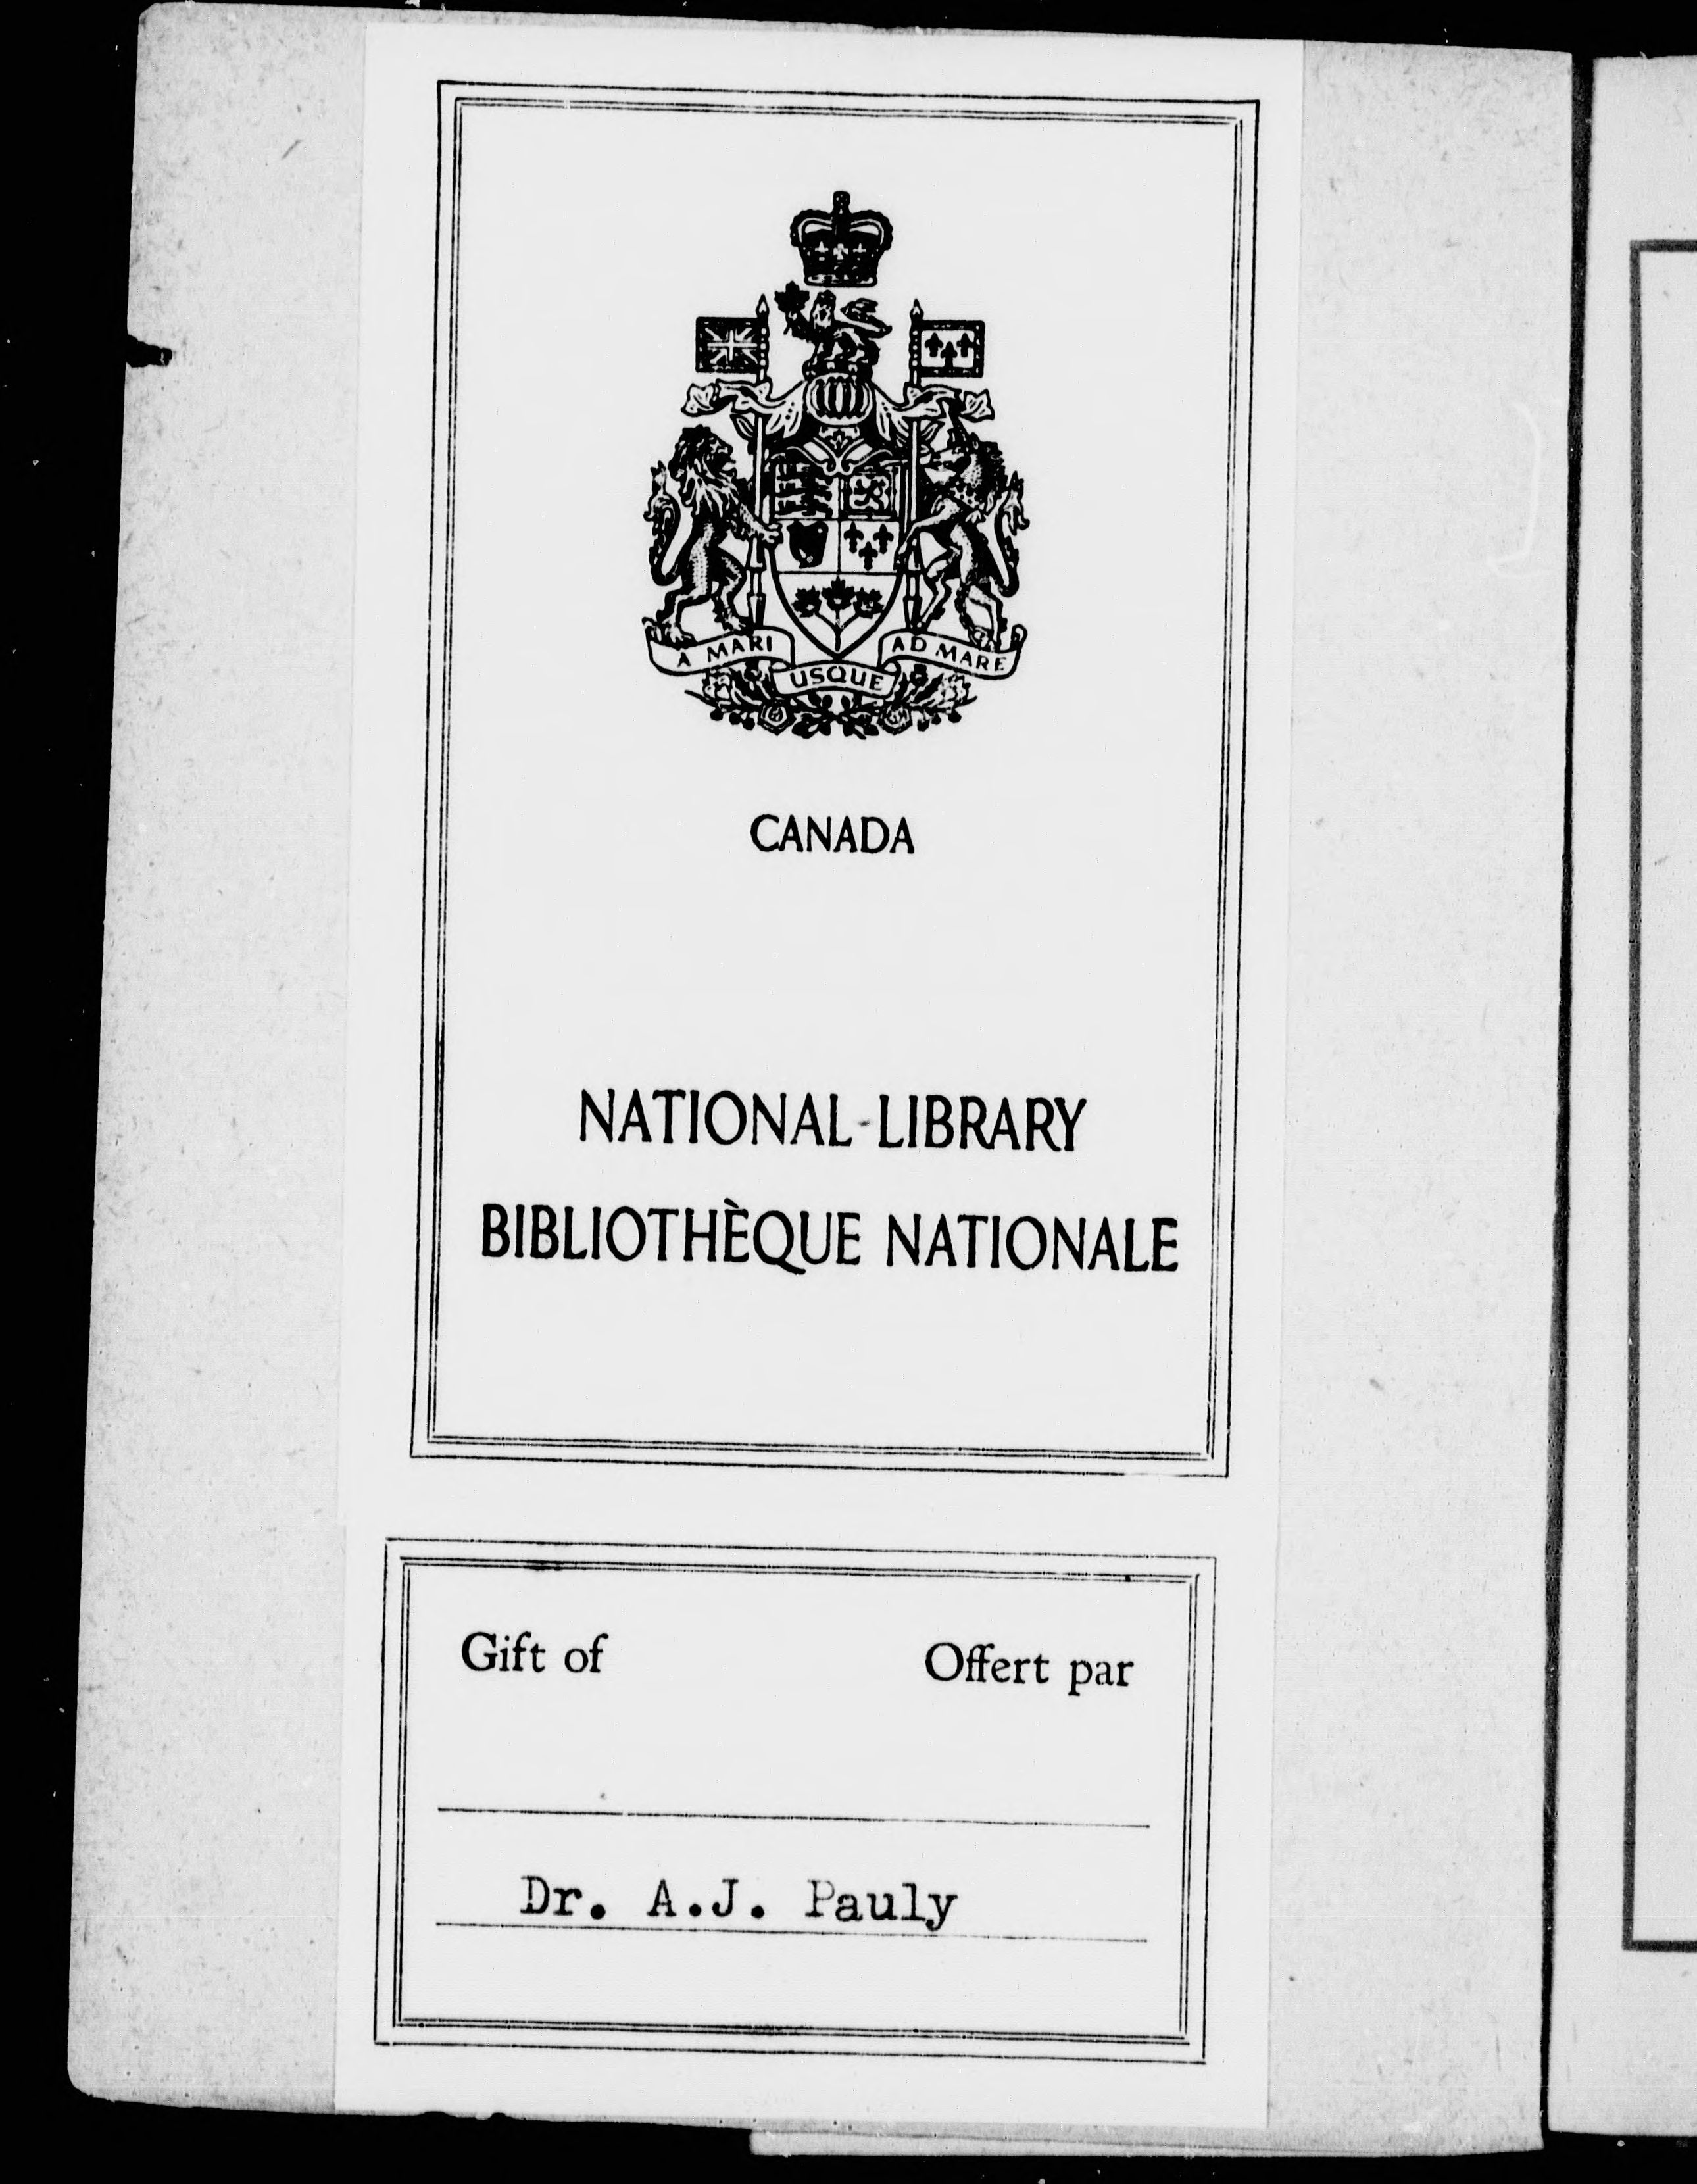 A MARI USQUE AD MARE
CANADA
NATIONAL LIBRARY
BIBLIOTHÈQUE NATIONALE
Gift of Offert par
Dr. A.J. Pauly